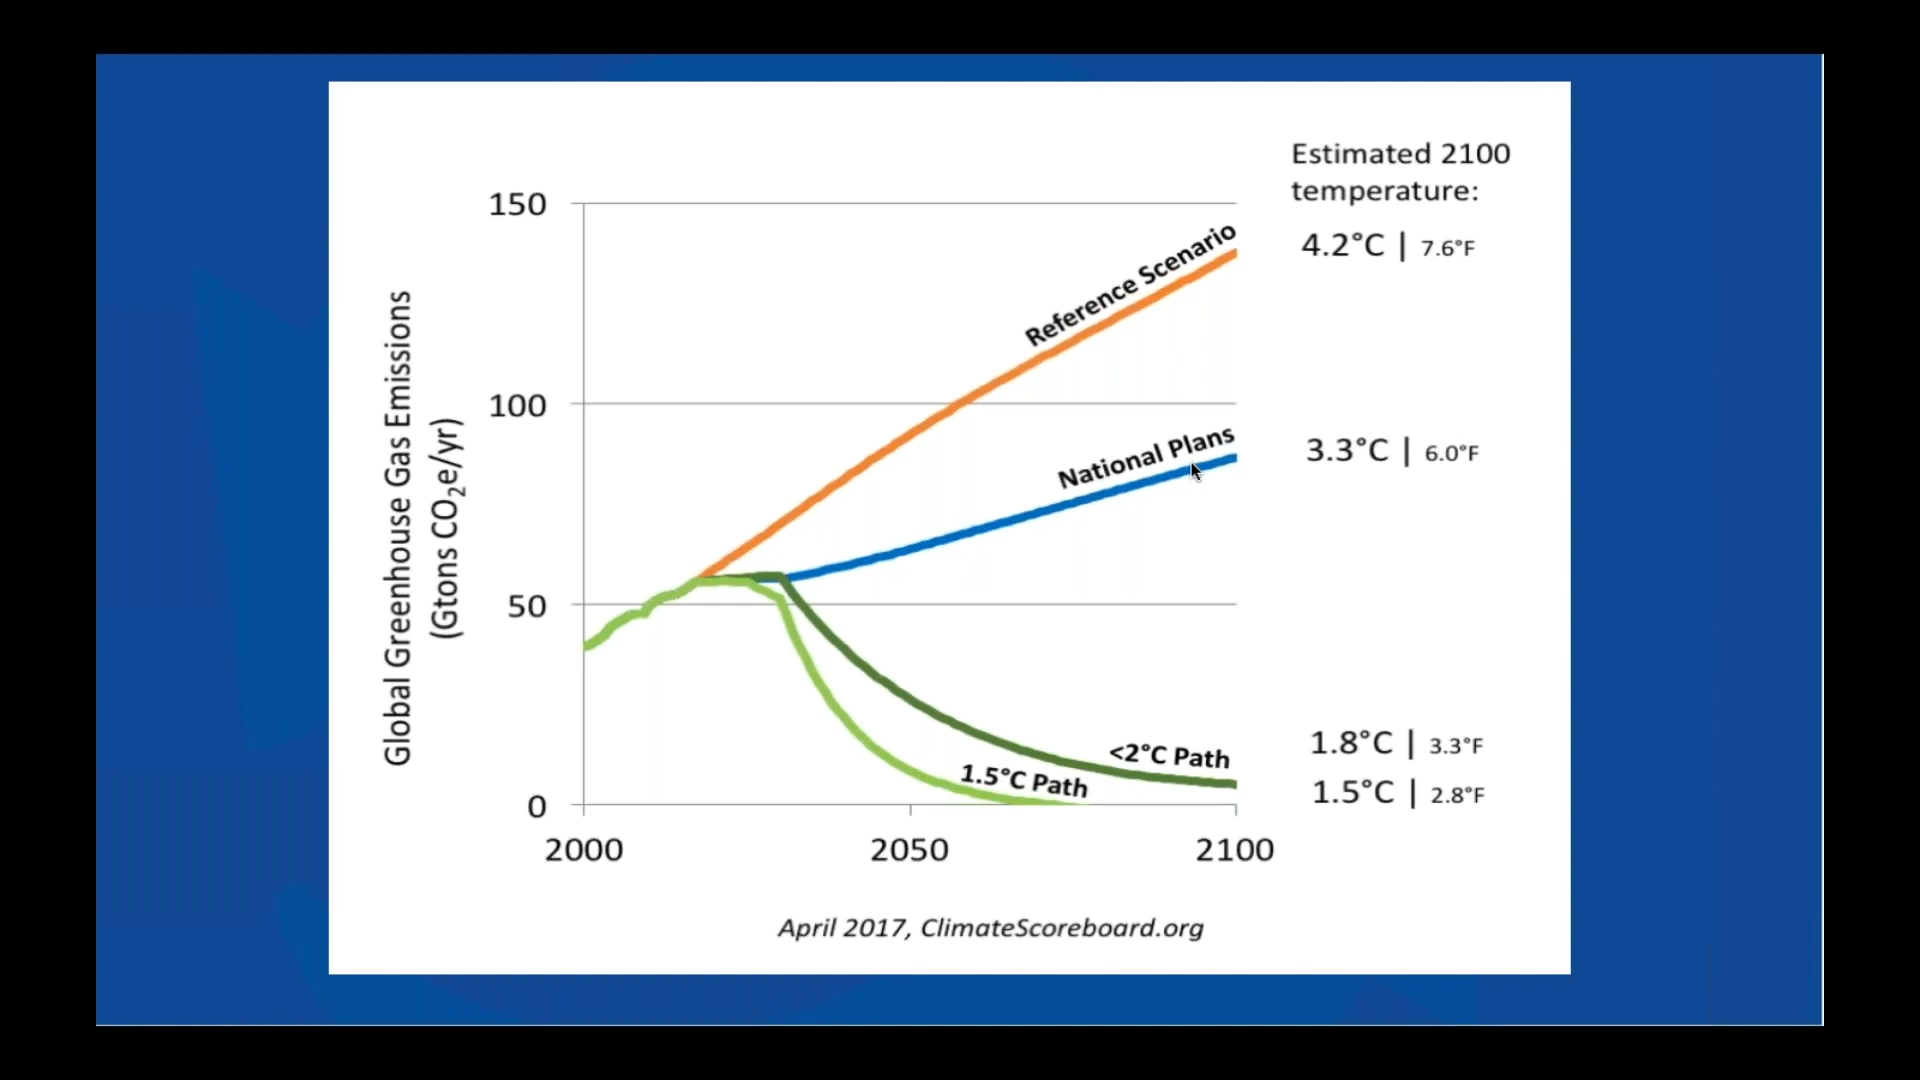 Estimated 2100
temperature:
150
Reference Scenario
4.2°C | 7.6°F
Global Greenhouse Gas Emissions
(Gtons CO₂e/yr)
100
National Plans
3.3°C | 6.0°F
50
<2°C Path
1.8°C | 3.3°F
1.5°C Path
1.5°C | 2.8°F
0
2000 2050 2100
April 2017, ClimateScoreboard.org